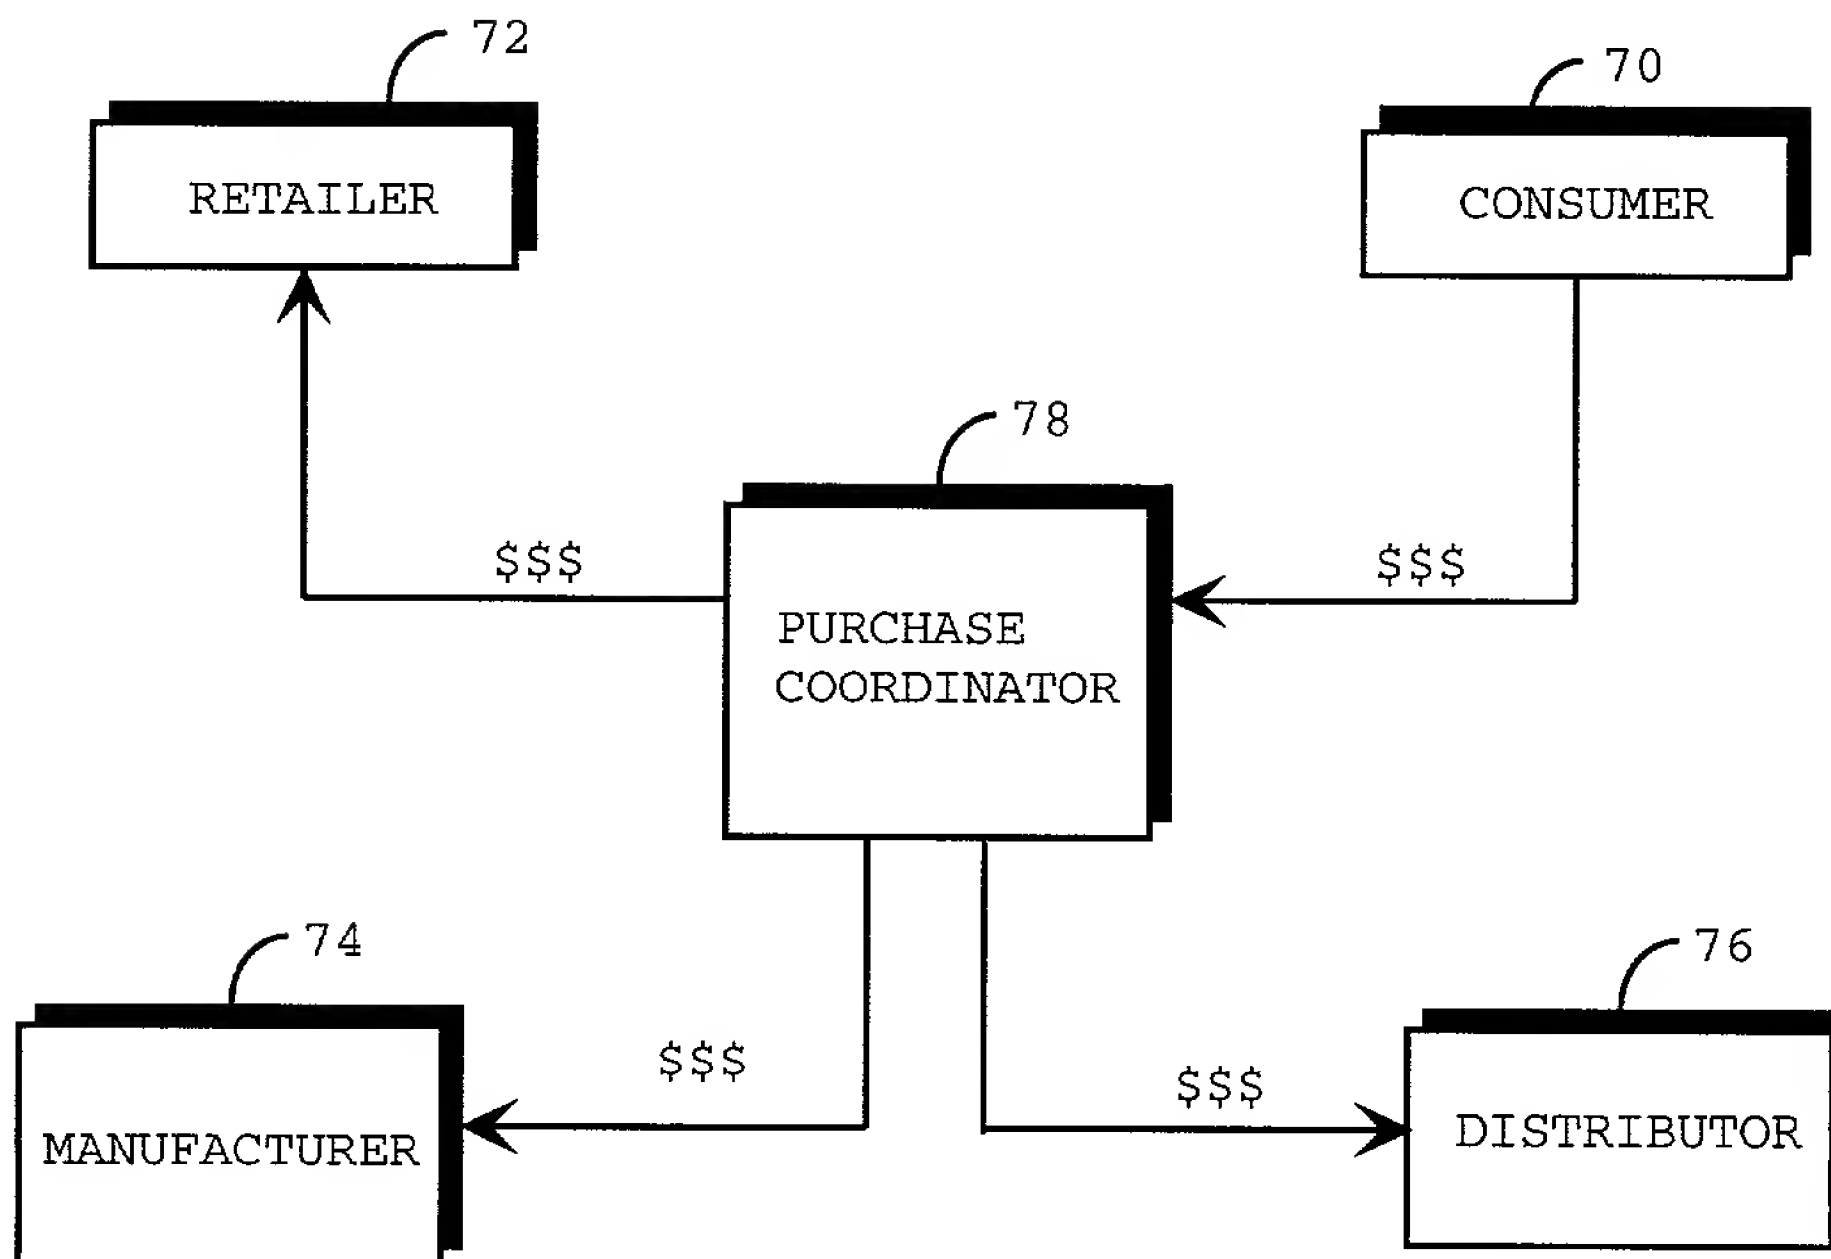 72
70
RETAILER
CONSUMER
78
$$$
$$$
PURCHASE
COORDINATOR
74
76
$$$
$$$
MANUFACTURER
DISTRIBUTOR